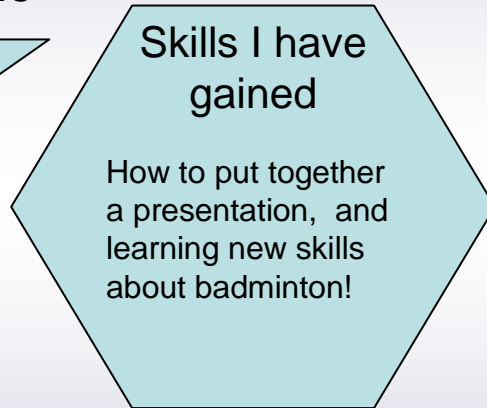 Skills I have
gained
How to put together
a presentation,  and
learning new skills
about badminton!